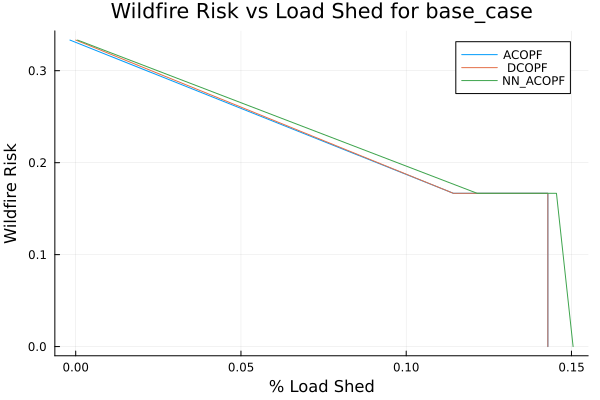 Wildfire Risk vs Load Shed for base_case
ACOPF
DCOPF
NN_ACOPF
0.3
0.2
0.1
0.0
Wildfire Risk
0.00
0.05
0.10
0.15
% Load Shed